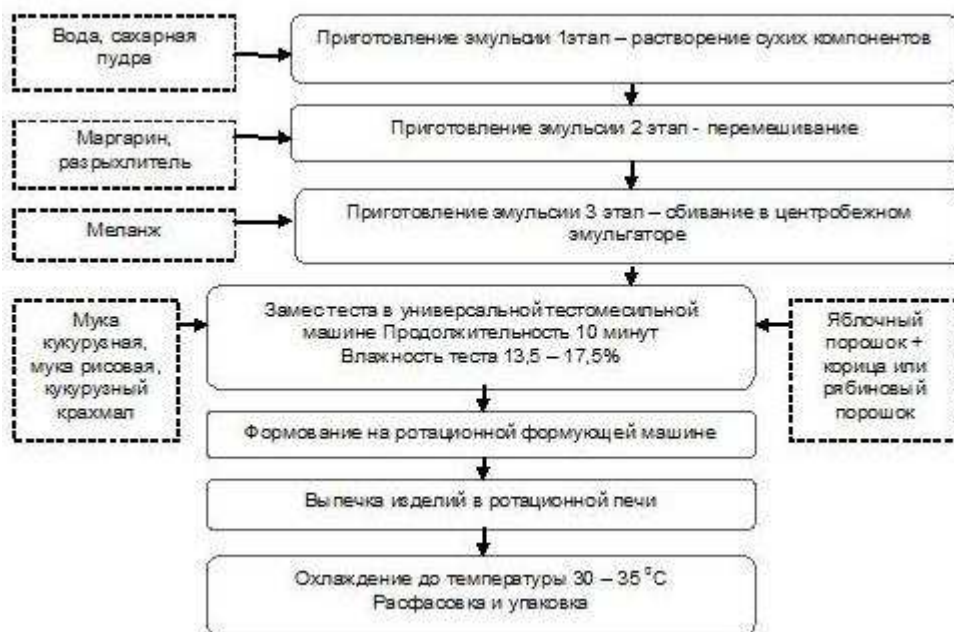 Вода, сахарная
пудра
Приготовление эмульсии 1этап – растворение сухих компонентов
Маргарин,
разрыхлитель
Приготовление эмульсии 2 этап - перемешивание
Меланж
Приготовление эмульсии 3 этап – сбивание в центробежном
эмульгаторе
Мука
кукурузная,
мука рисовая,
кукурузный
крахмал
Замес теста в универсальной тестомесильной
машине Продолжительность 10 минут
Влажность теста 13,5 – 17,5%
Яблочный
порошок +
корица или
рябиновый
порошок
Формование на ротационной формующей машине
Выпечка изделий в ротационной печи
Охлаждение до температуры 30 – 35 °C
Расфасовка и упаковка